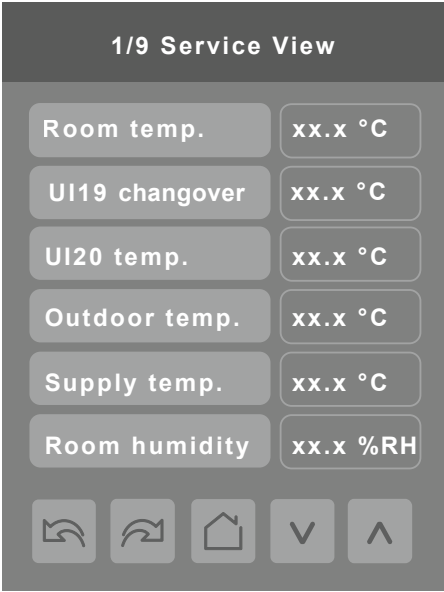 1/9 Service View
Room temp. xx.x °C
UI19 changover xx.x °C
UI20 temp. xx.x °C
Outdoor temp. xx.x °C
Supply temp. xx.x °C
Room humidity xx.x %RH